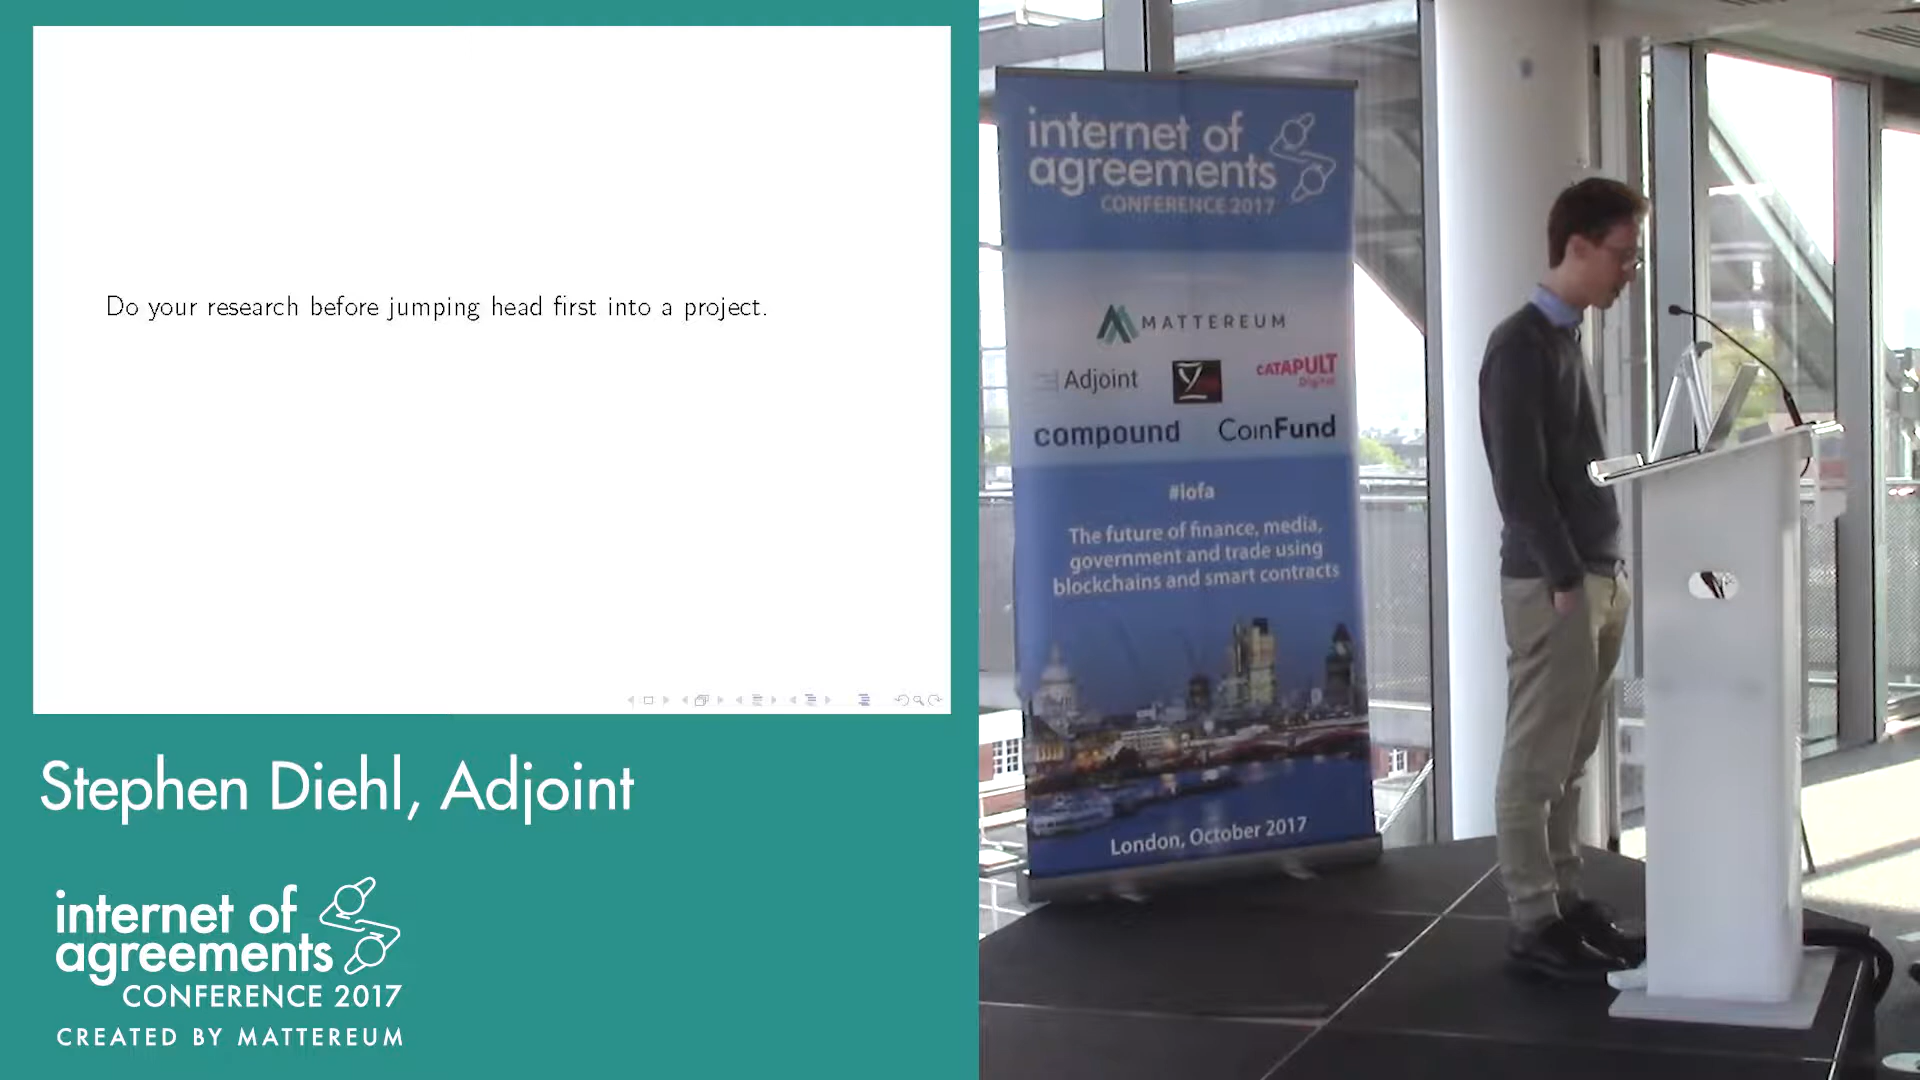 Do your research before jumping head first into a project.
Stephen Diehl, Adjoint
internet of
agreements
CONFERENCE 2017
CREATED BY MATTEREUM
internet of
agreements
CONFERENCE 2017
MATTEREUM
Adjoint
CATAPULT
Digital
compound
CoinFund
#iofa
The future of finance, media,
government and trade using
blockchains and smart contracts
London, October 2017